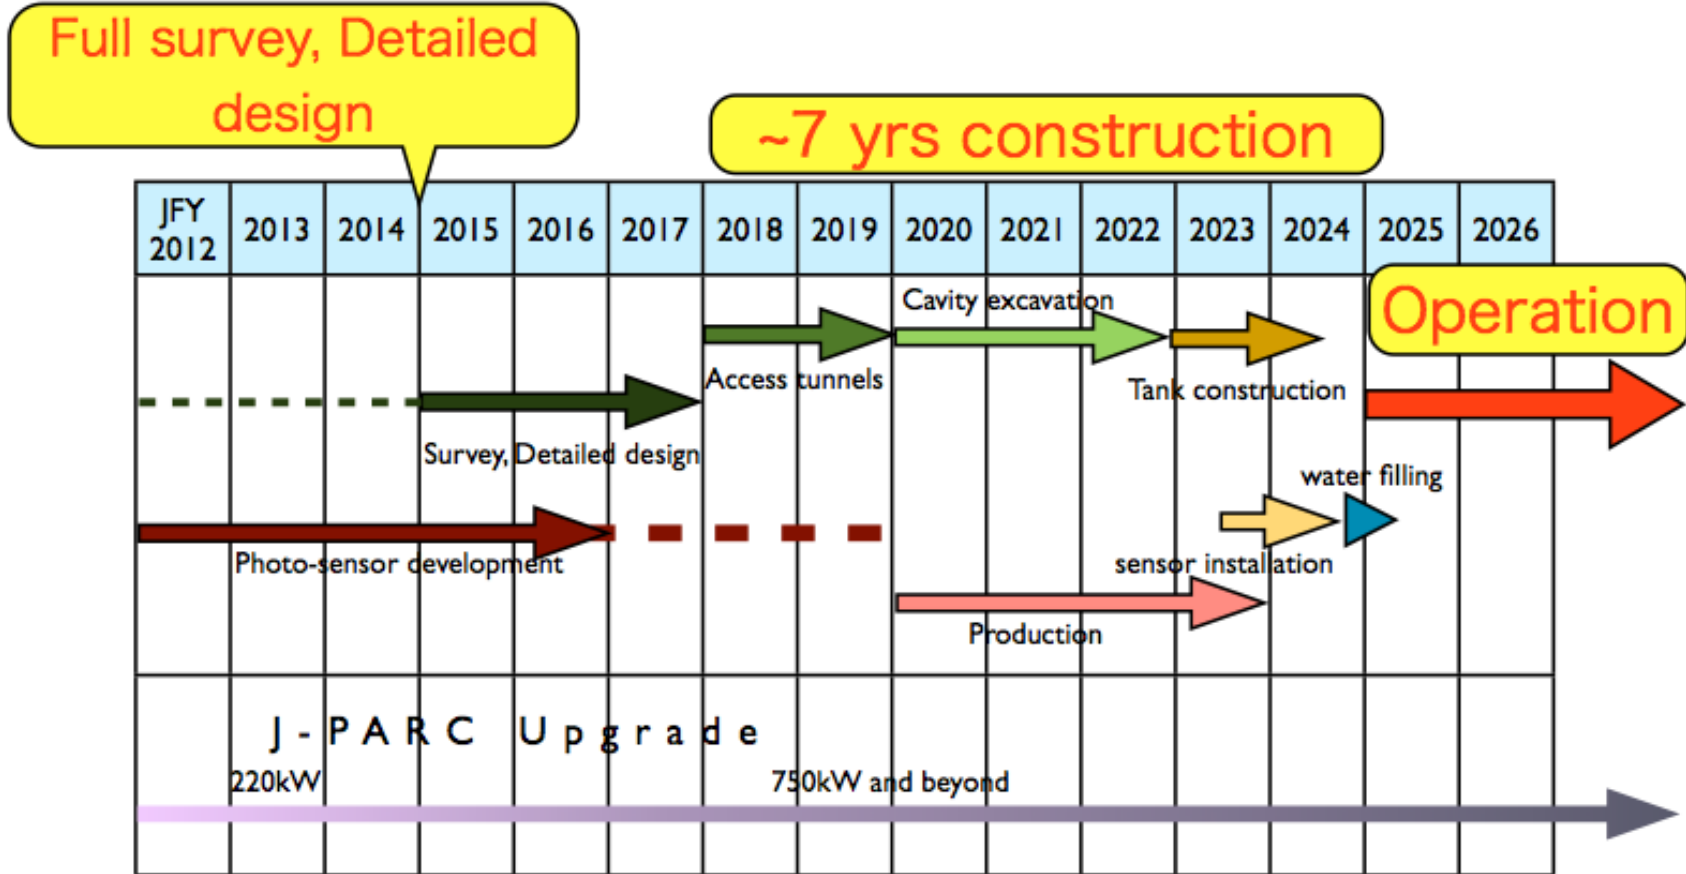 Full survey, Detailed
design
~7 yrs construction
JFY
2012
2013
2014
2015
2016
2017
2018
2019
2020
2021
2022
2023
2024
2025
2026
Cavity excavation
Operation
Access tunnels
Tank construction
Survey, Detailed design
water filling
Photo-sensor development
sensor installation
Production
J-PARC Upgrade
220kW
750kW and beyond